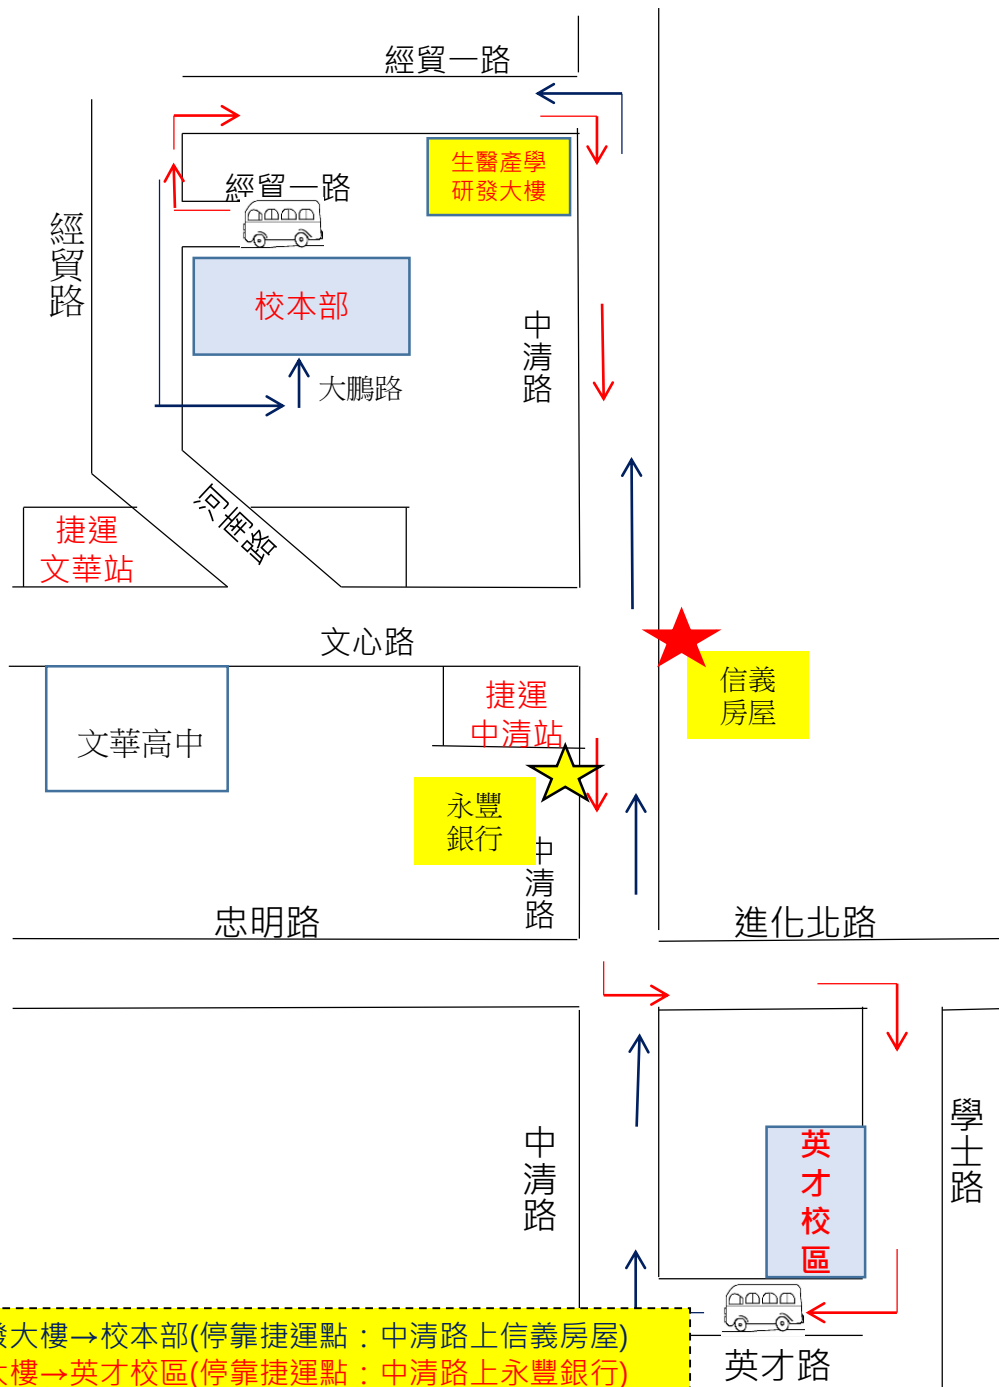 經貿一路
生醫產學
研發大樓
經貿一路
經貿路
校本部
中清路
大鵬路
河南路
捷運
文華站
文心路
信義
房屋
捷運
中清站
文華高中
永豐
銀行
中清路
忠明路
進化北路
學士路
中清路
英才校區
發大樓→校本部(停靠捷運點：中清路上信義房屋)
大樓→英才校區(停靠捷運點：中清路上永豐銀行)
英才路